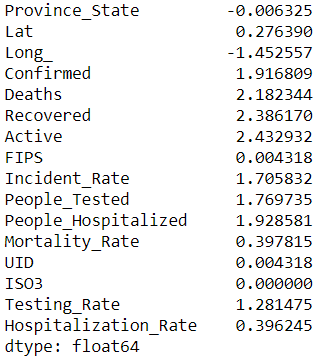 Province_State -0.006325
Lat 0.276390
Long_ -1.452557
Confirmed 1.916809
Deaths 2.182344
Recovered 2.386170
Active 2.432932
FIPS 0.004318
Incident_Rate 1.705832
People_Tested 1.769735
People_Hospitalized 1.928581
Mortality_Rate 0.397815
UID 0.004318
ISO3 0.000000
Testing_Rate 1.281475
Hospitalization_Rate 0.396245
dtype: float64